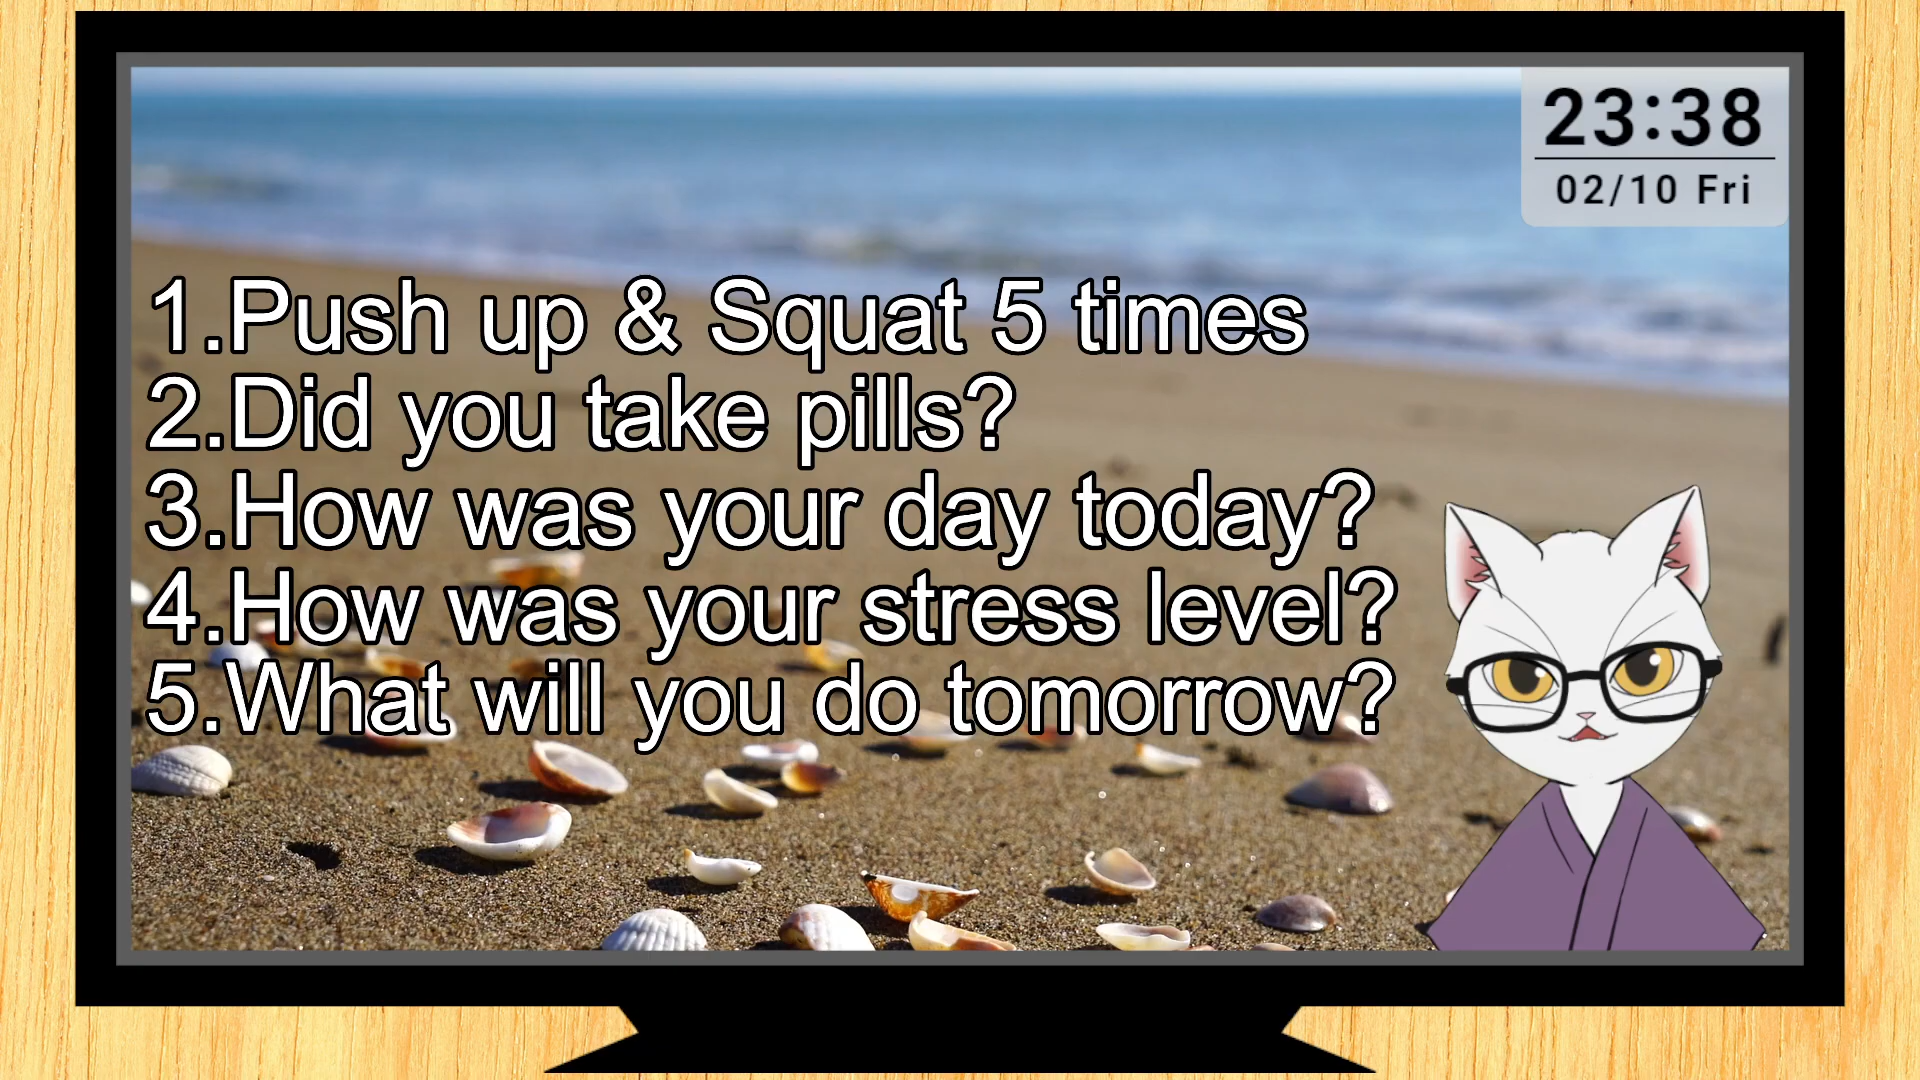 23:38
02/10 Fri
1.Push up & Squat 5 times
2.Did you take pills?
3.How was your day today?
4.How was your stress level?
5.What will you do tomorrow?